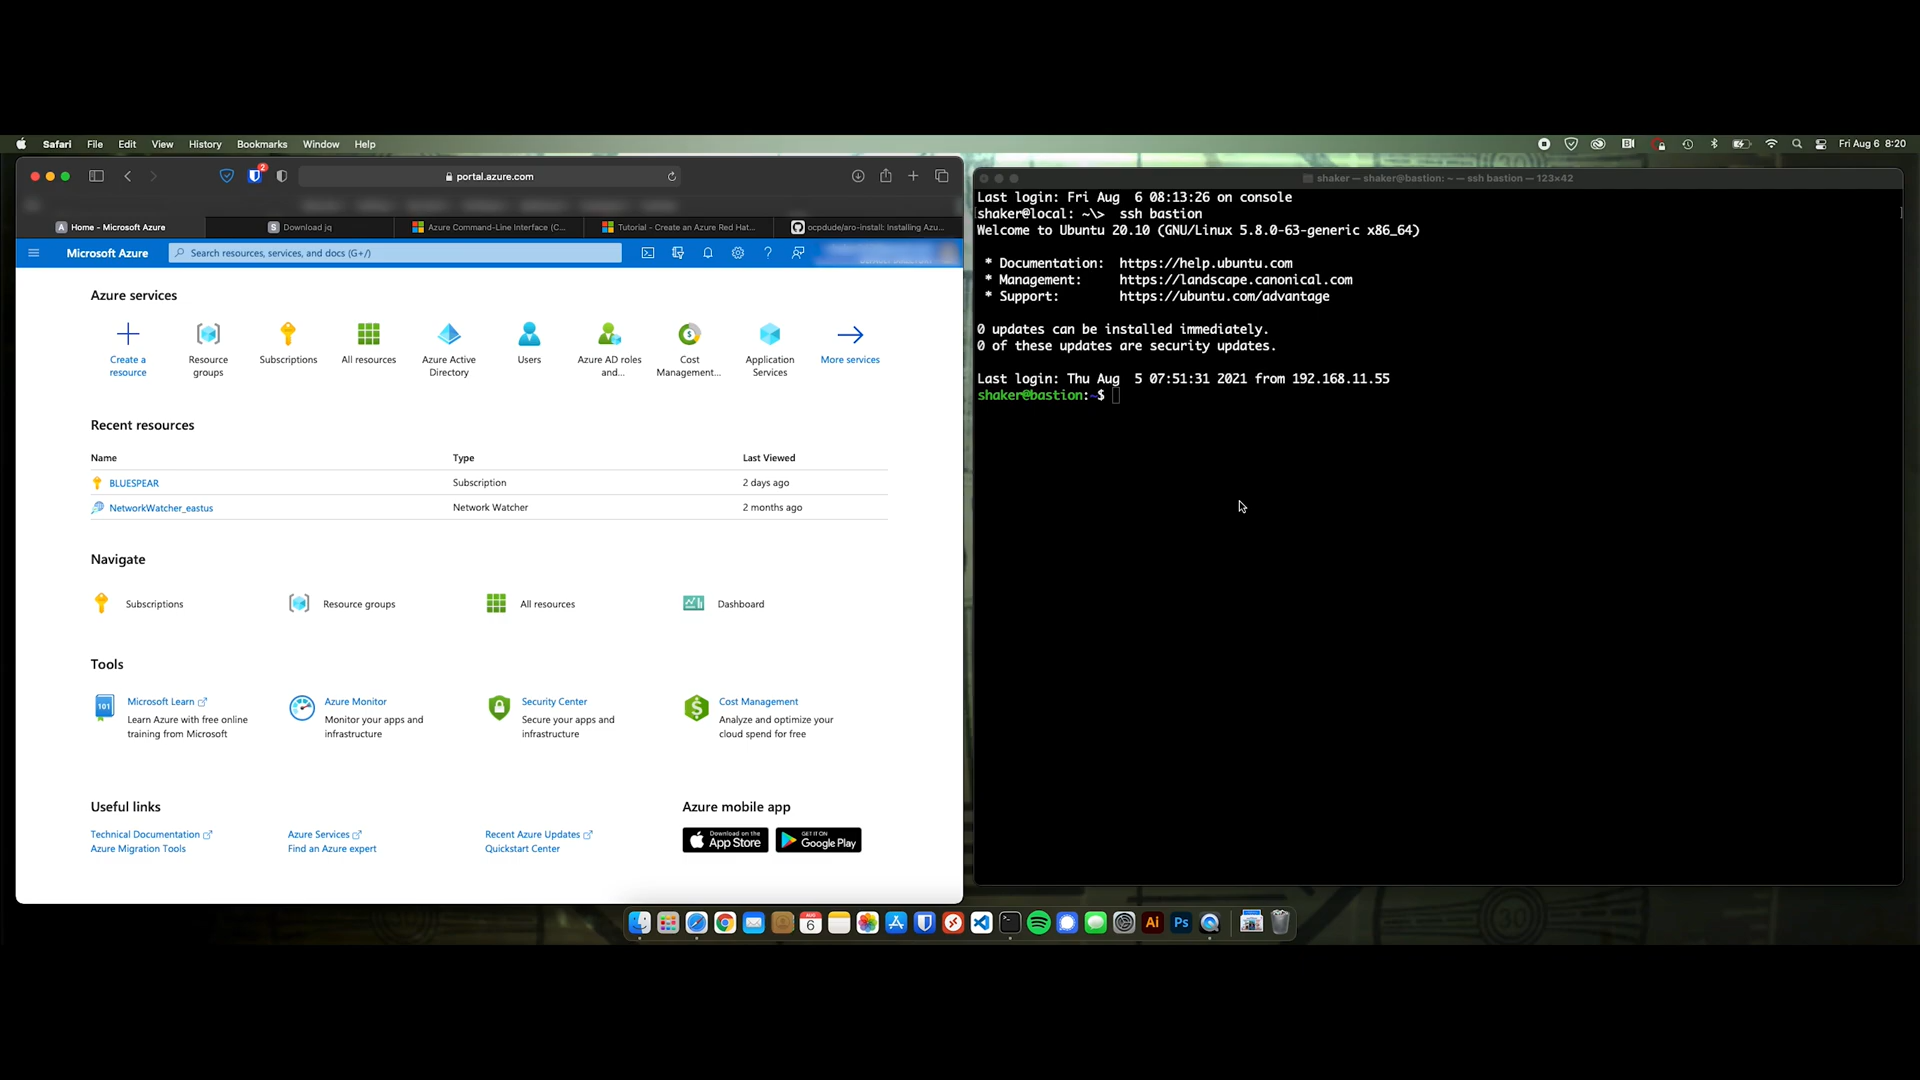 Safari File Edit View History Bookmarks Window Help
Fri Aug 6 8:20
2
portal.azure.com
Home - Microsoft Azure
Download jq
Azure Command-Line Interface (C...
Tutorial - Create an Azure Red Hat...
ocpdude/aro-install: Installing Azu...
Microsoft Azure
Search resources, services, and docs (G+/)
Azure services
Create a resource
Resource groups
Subscriptions
All resources
Azure Active Directory
Users
Azure AD roles and...
Cost Management...
Application Services
More services
Recent resources
Name Type Last Viewed
BLUESPEAR Subscription 2 days ago
NetworkWatcher_eastus Network Watcher 2 months ago
Navigate
Subscriptions Resource groups All resources Dashboard
Tools
101
Microsoft Learn
Learn Azure with free online
training from Microsoft
Azure Monitor
Monitor your apps and
infrastructure
Security Center
Secure your apps and
infrastructure
Cost Management
Analyze and optimize your
cloud spend for free
Useful links
Technical Documentation Azure Services Recent Azure Updates
Azure Migration Tools Find an Azure expert Quickstart Center
Azure mobile app
Download on the App Store
GET IT ON Google Play
shaker — shaker@bastion: ~ — ssh bastion — 123×42
Last login: Fri Aug  6 08:13:26 on console
shaker@local: ~\>  ssh bastion
Welcome to Ubuntu 20.10 (GNU/Linux 5.8.0-63-generic x86_64)
* Documentation:  https://help.ubuntu.com
* Management:     https://landscape.canonical.com
* Support:        https://ubuntu.com/advantage
0 updates can be installed immediately.
0 of these updates are security updates.
Last login: Thu Aug  5 07:51:31 2021 from 192.168.11.55
shaker@bastion:~$
AUG 6
Ai
Ps